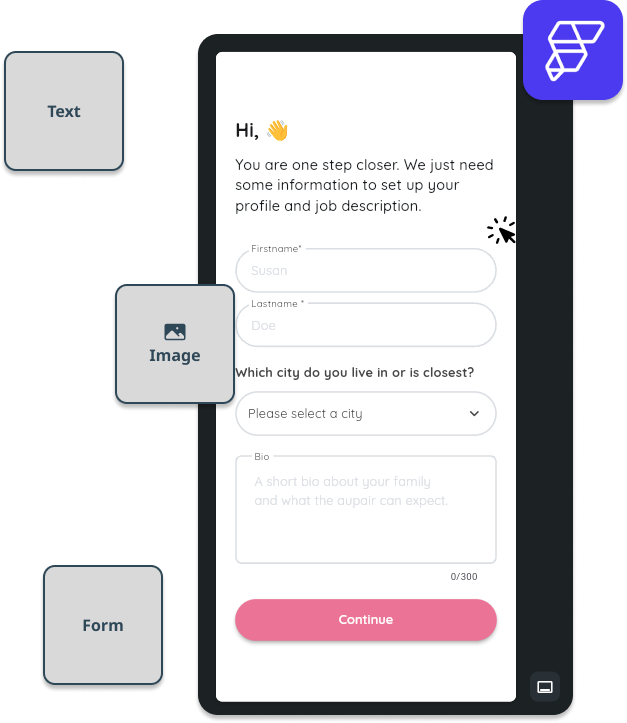 Text
Hi, 👋
You are one step closer. We just need
some information to set up your
profile and job description.
Firstname*
Susan
Lastname *
Doe
Image
Which city do you live in or is closest?
Please select a city
Bio
A short bio about your family
and what the aupair can expect.
0/300
Form
Continue